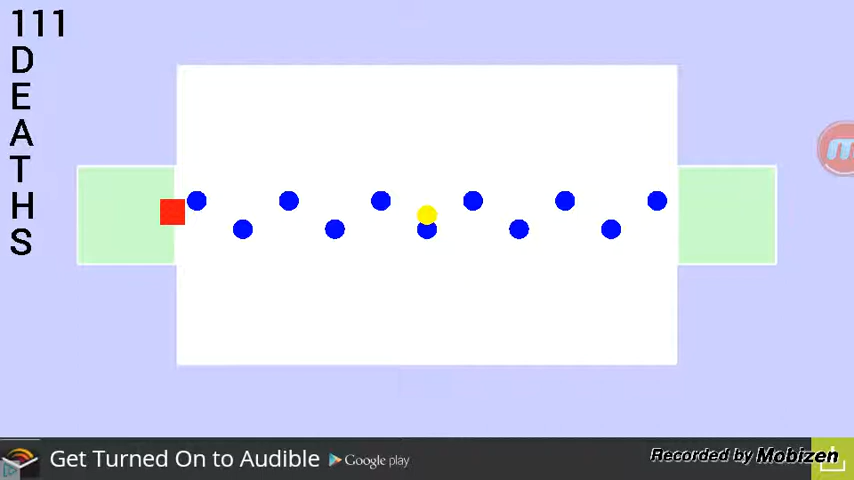 111
D
E
A
T
H
S
Get Turned On to Audible
Google play
Recorded by Mobizen